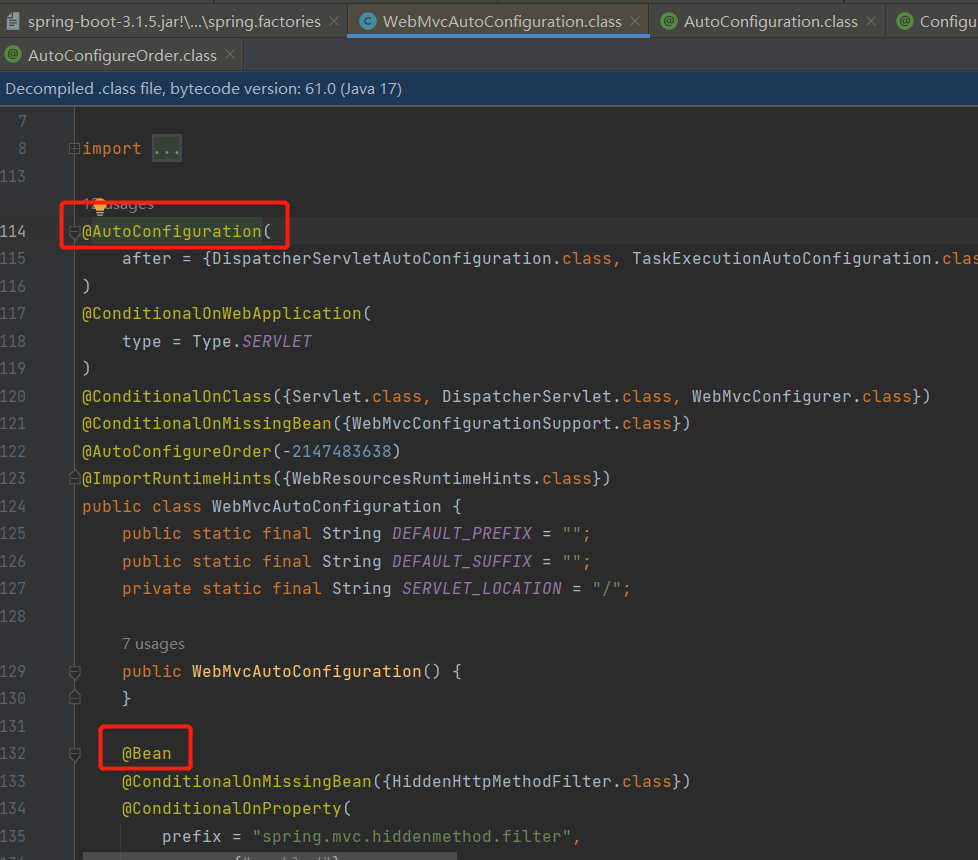 spring-boot-3.1.5.jar!\...\spring.factories WebMvcAutoConfiguration.class AutoConfiguration.class Configu
AutoConfigureOrder.class
Decompiled .class file, bytecode version: 61.0 (Java 17)
7
8 import ...
113
usages
114 @AutoConfiguration(
115 after = {DispatcherServletAutoConfiguration.class, TaskExecutionAutoConfiguration.clas
116 )
117 @ConditionalOnWebApplication(
118 type = Type.SERVLET
119 )
120 @ConditionalOnClass({Servlet.class, DispatcherServlet.class, WebMvcConfigurer.class})
121 @ConditionalOnMissingBean({WebMvcConfigurationSupport.class})
122 @AutoConfigureOrder(-2147483638)
123 @ImportRuntimeHints({WebResourcesRuntimeHints.class})
124 public class WebMvcAutoConfiguration {
125 public static final String DEFAULT_PREFIX = "";
126 public static final String DEFAULT_SUFFIX = "";
127 private static final String SERVLET_LOCATION = "/";
128
7 usages
129 public WebMvcAutoConfiguration() {
130 }
131
132 @Bean
133 @ConditionalOnMissingBean({HiddenHttpMethodFilter.class})
134 @ConditionalOnProperty(
135 prefix = "spring.mvc.hiddenmethod.filter",